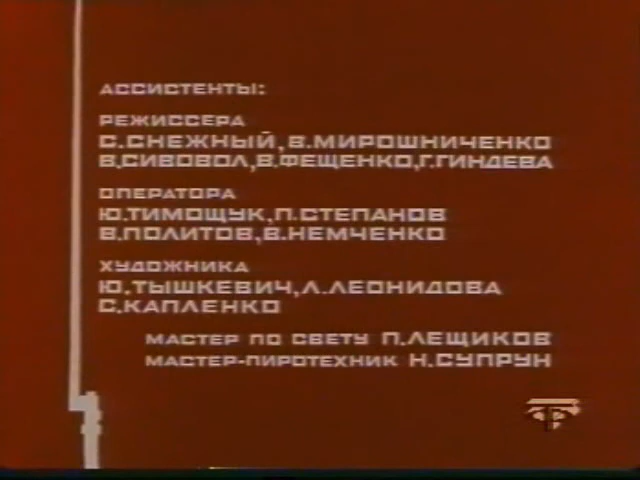 АССИСТЕНТЫ:
РЕЖИССЕРА
С.СНЕЖНЫЙ,В.МИРОШНИЧЕНКО
В.СИВОВОЛ,В.ФЕЩЕНКО,Г.ГИНДЕВА
ОПЕРАТОРА
Ю.ТИМОЩУК,П.СТЕПАНОВ
В.ПОЛИТОВ,В.НЕМЧЕНКО
ХУДОЖНИКА
Ю.ТЫШКЕВИЧ,Л.ЛЕОНИДОВА
С.КАПЛЕНКО
МАСТЕР ПО СВЕТУ П.ЛЕЩИКОВ
МАСТЕР-ПИРОТЕХНИК Н.СУПРУН